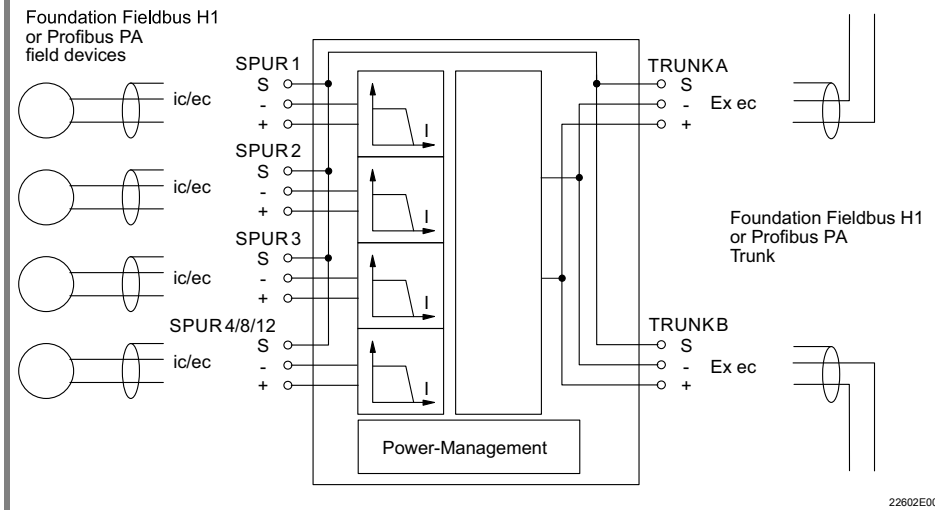 Foundation Fieldbus H1
or Profibus PA
field devices
SPUR 1
S
ic/ec
-
+
SPUR 2
S
ic/ec
-
+
SPUR 3
S
ic/ec
-
+
SPUR 4/8/12
S
ic/ec
-
+
I
I
I
I
Power-Management
TRUNK A
S
-
Ex ec
+
Foundation Fieldbus H1
or Profibus PA
Trunk
TRUNK B
S
-
Ex ec
+
22602E00